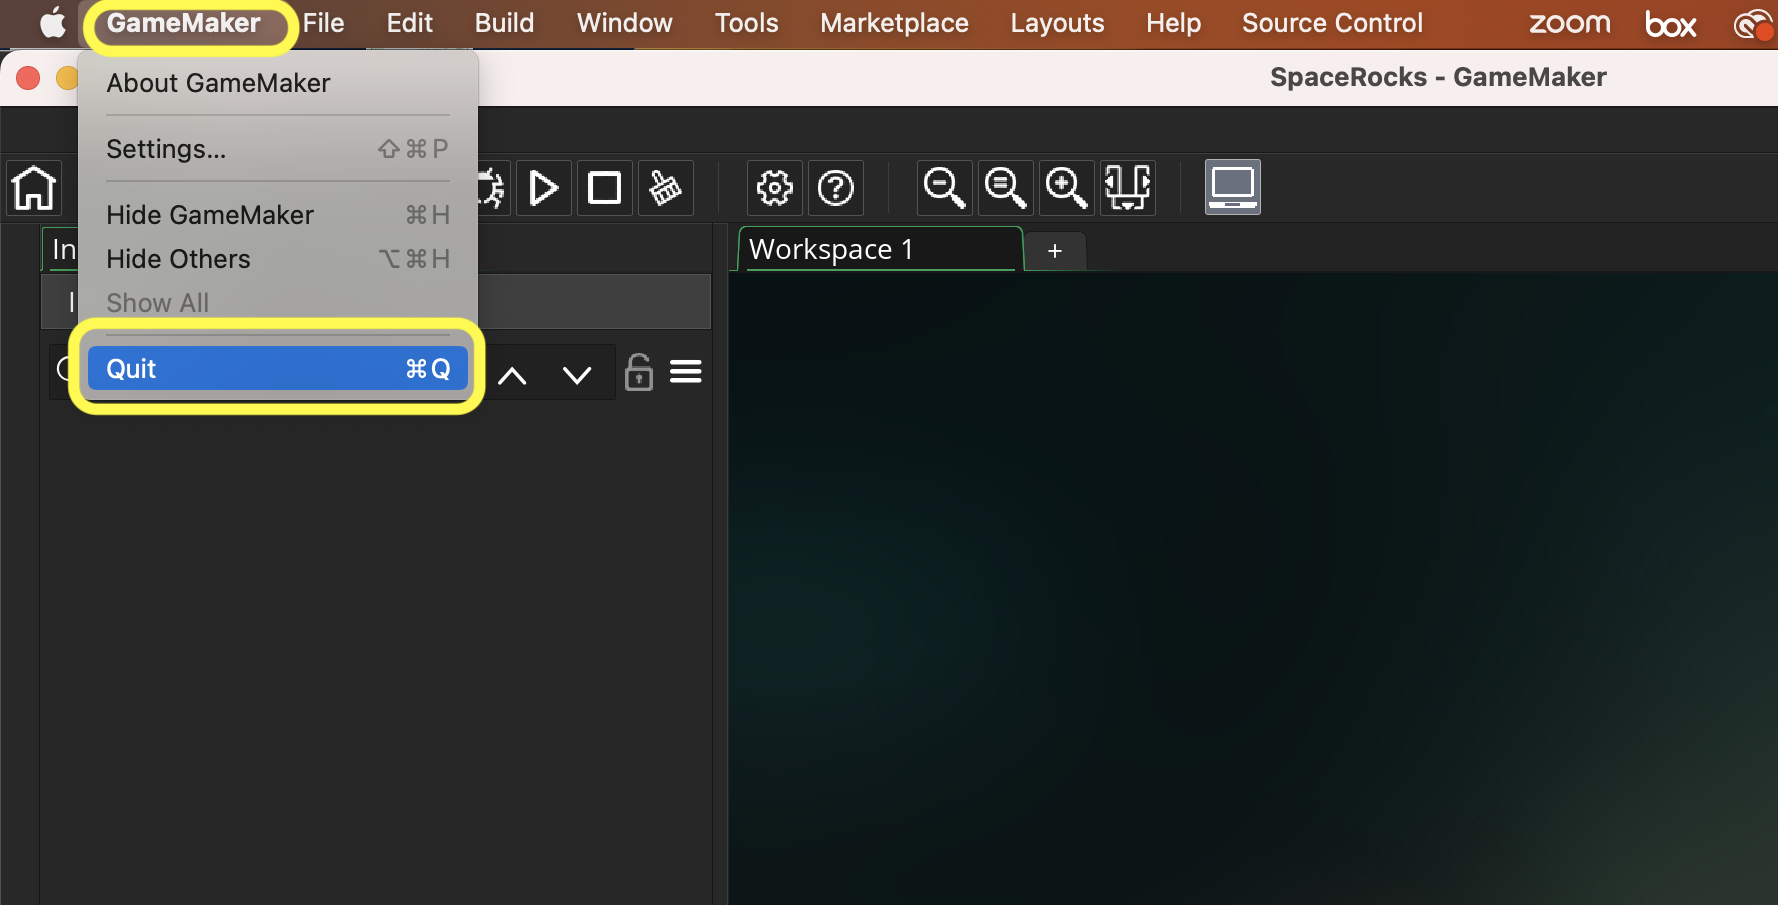 GameMaker File Edit Build Window Tools Marketplace Layouts Help Source Control zoom box
SpaceRocks - GameMaker
About GameMaker
Settings... ⇧⌘P
Hide GameMaker ⌘H
Hide Others ⌥⌘H
Show All
Quit ⌘Q
In
Workspace 1 +